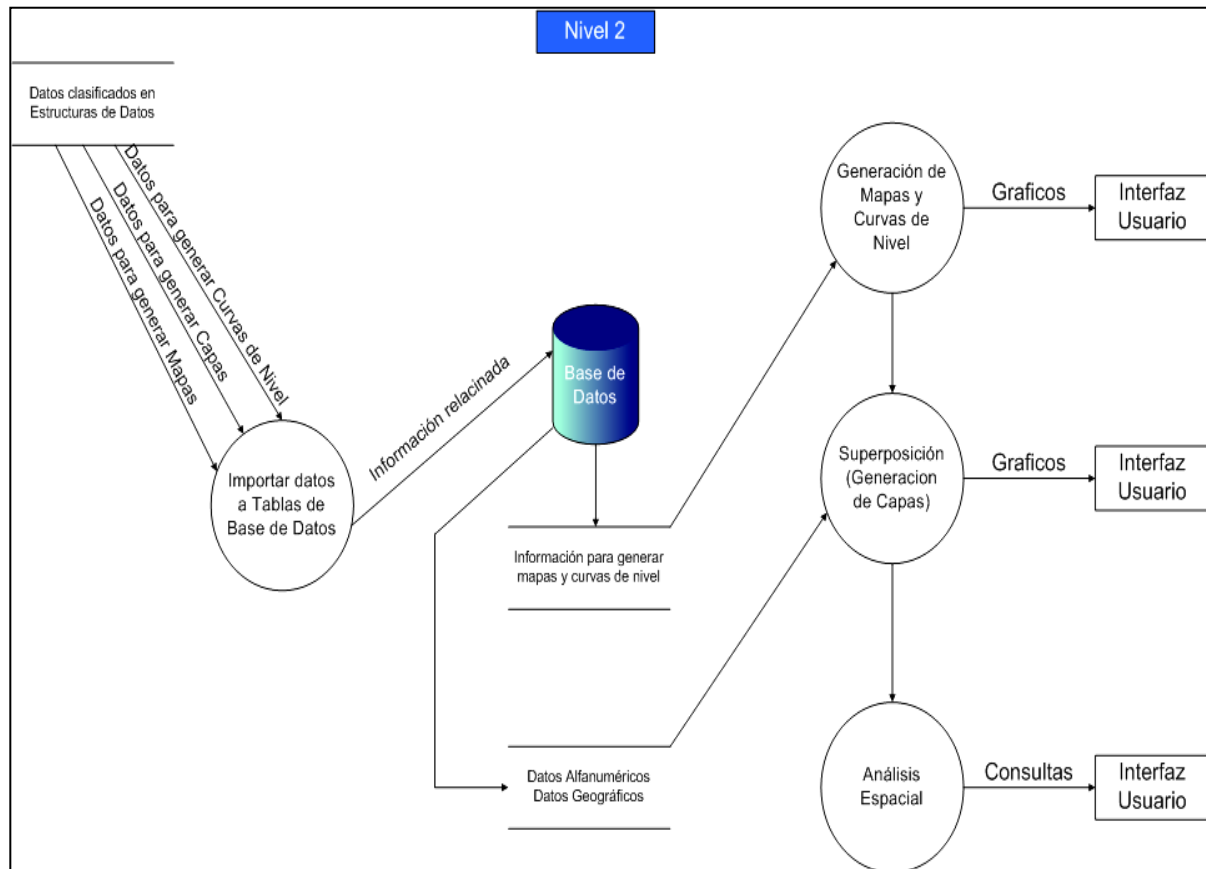 Nivel 2
Datos clasificados en
Estructuras de Datos
Datos para generar Mapas
Datos para generar Capas
Datos para generar Curvas de Nivel
Importar datos
a Tablas de
Base de Datos
Información relacinada
Base de
Datos
Información para generar
mapas y curvas de nivel
Datos Alfanuméricos
Datos Geográficos
Generación de
Mapas y
Curvas de
Nivel
Graficos
Interfaz
Usuario
Superposición
(Generacion
de Capas)
Graficos
Interfaz
Usuario
Análisis
Espacial
Consultas
Interfaz
Usuario